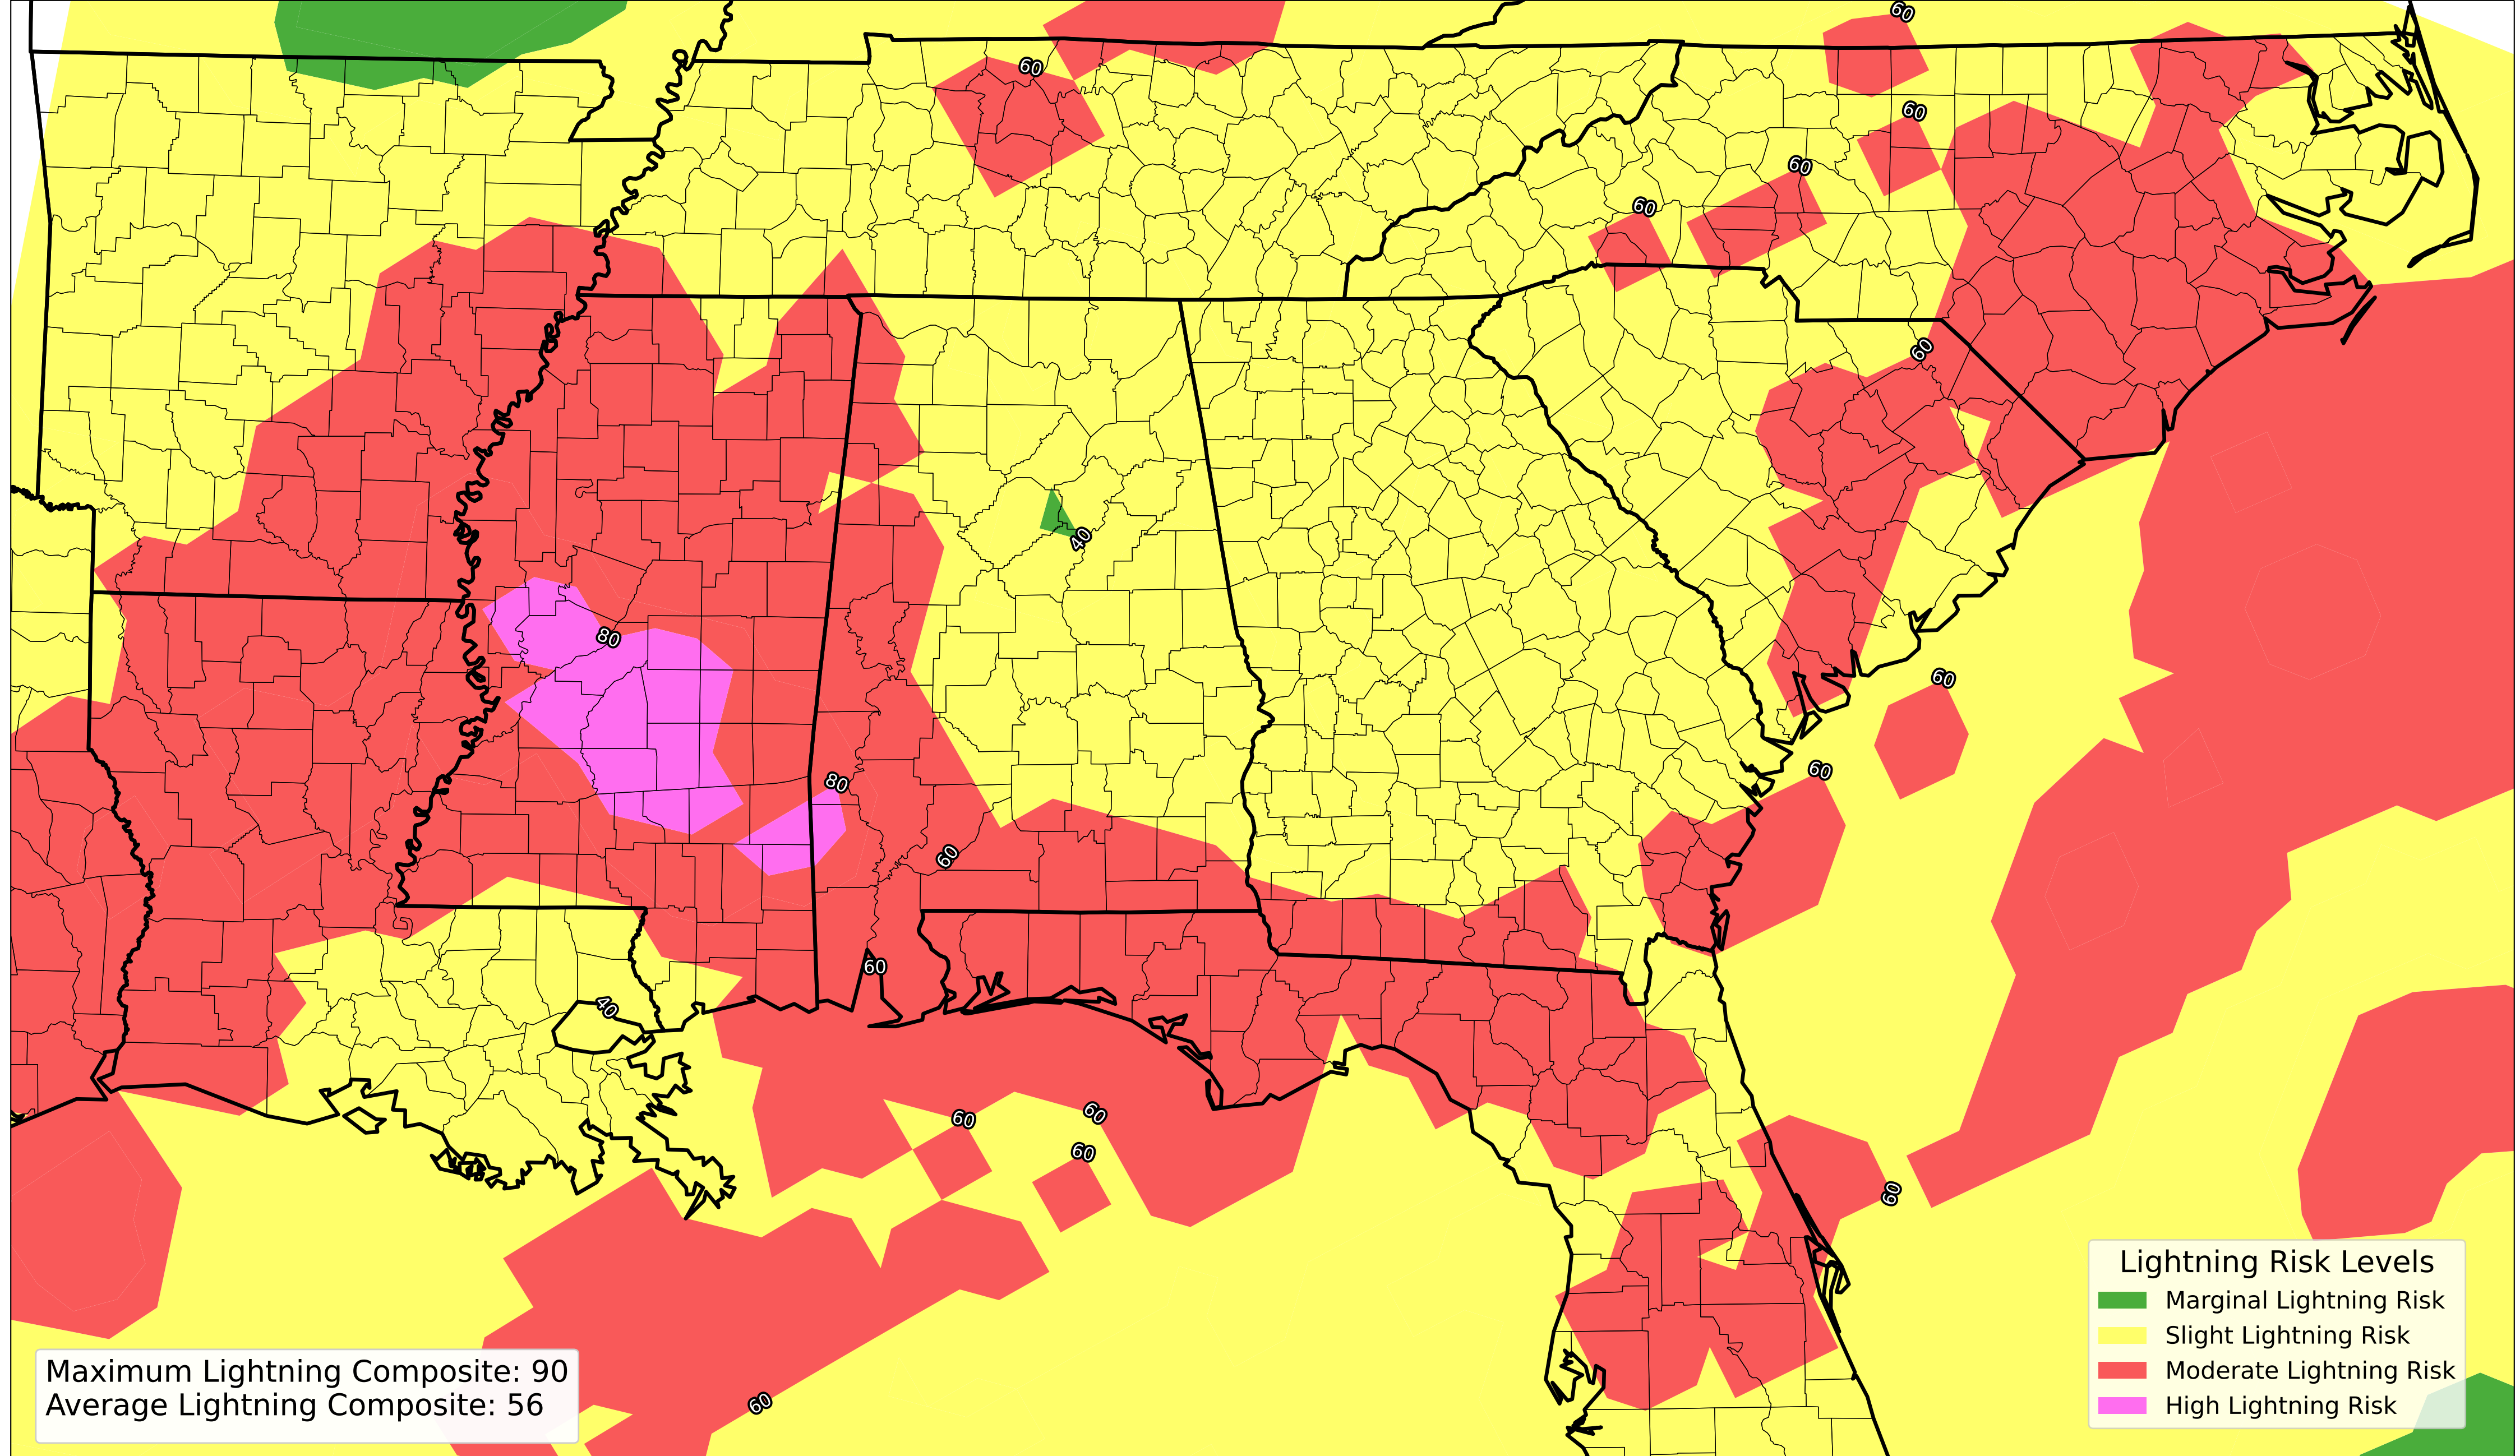 60
60
60
60
60
60
60
40
80
60
80
60
60
60
40
60
60
60
60
60
Lightning Risk Levels
Marginal Lightning Risk
Slight Lightning Risk
Moderate Lightning Risk
High Lightning Risk
Maximum Lightning Composite: 90
Average Lightning Composite: 56